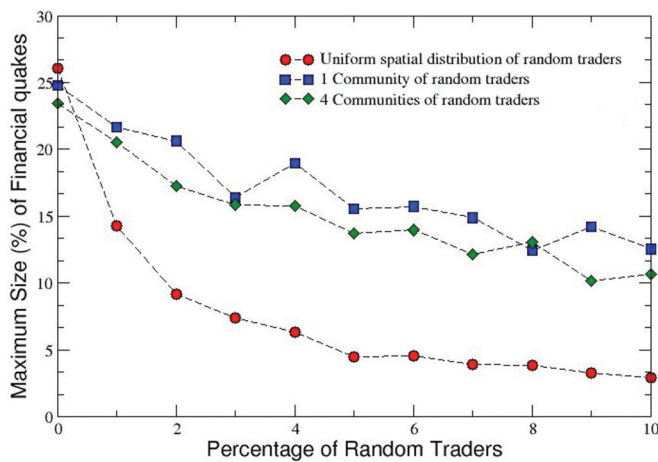 30
25
20
15
10
5
0
Maximum Size (%) of Financial quakes
Uniform spatial distribution of random traders
1 Community of random traders
4 Communities of random traders
0 2 4 6 8 10
Percentage of Random Traders